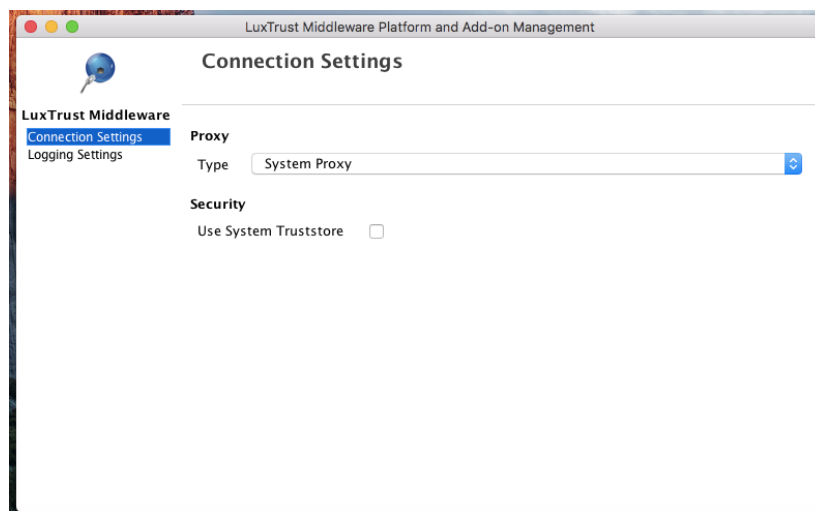 LuxTrust Middleware Platform and Add-on Management
Connection Settings
LuxTrust Middleware
Connection Settings
Logging Settings
Proxy
Type System Proxy
Security
Use System Truststore